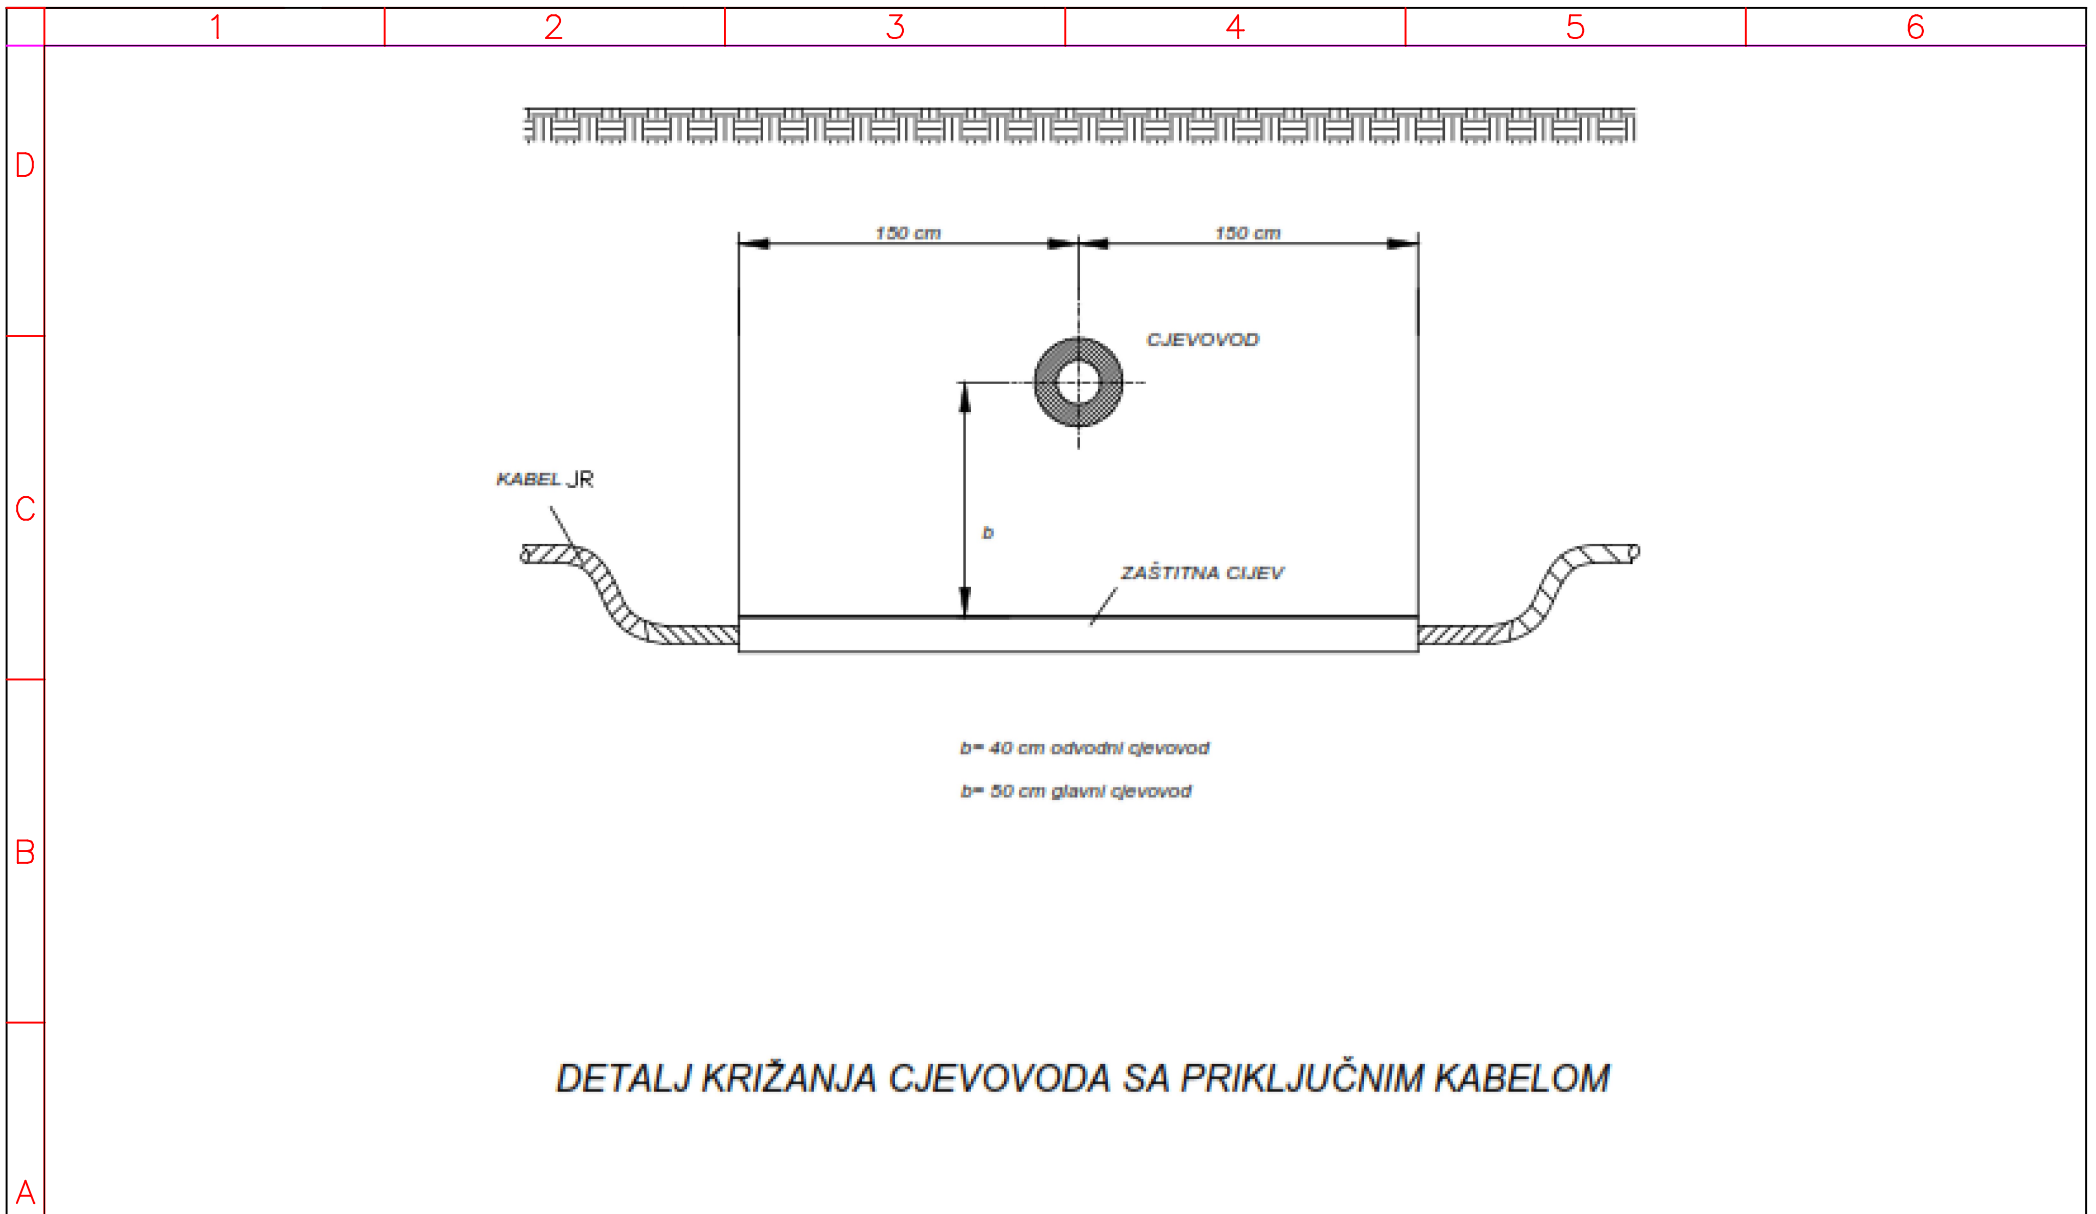 1 2 3 4 5 6
D
150 cm 150 cm
CJEVOVOD
KABEL JR
C
b
ZAŠTITNA CIJEV
b= 40 cm odvodni cjevovod
b= 50 cm glavni cjevovod
B
DETALJ KRIŽANJA CJEVOVODA SA PRIKLJUČNIM KABELOM
A